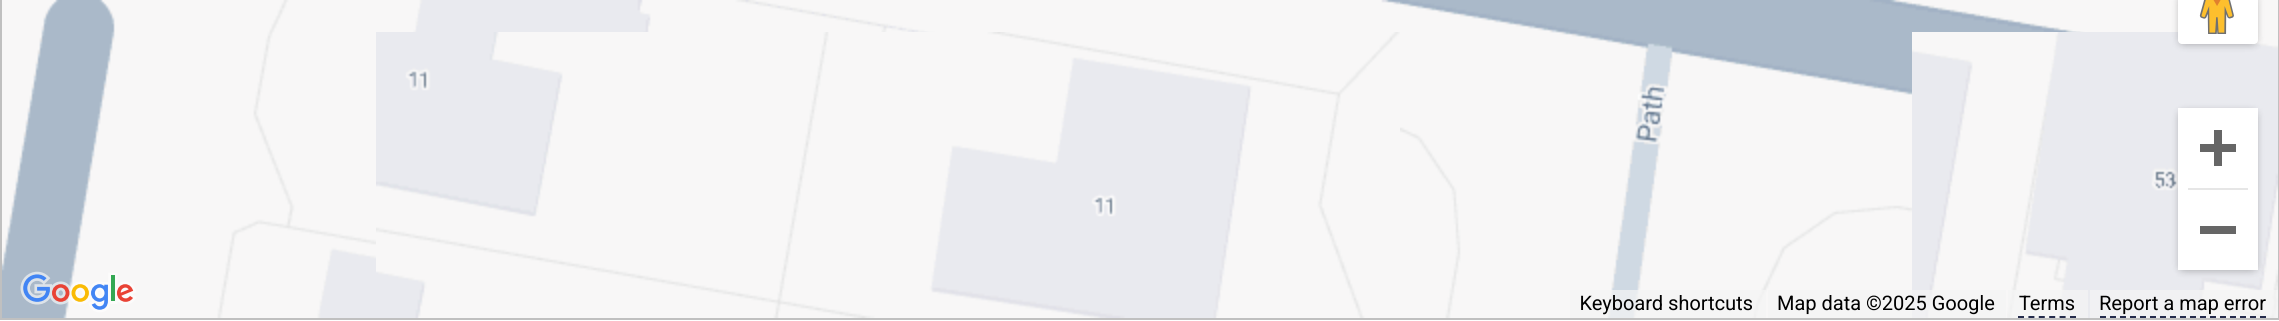 11
Path
53
11
Google
Keyboard shortcuts
Map data ©2025 Google
Terms
Report a map error